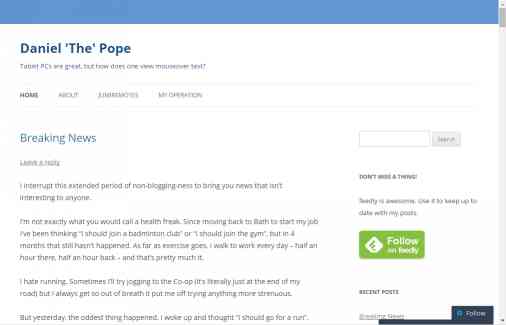 Daniel 'The' Pope
Tablet PCs are great, but how does one view mouseover text?
HOME ABOUT JUNIREMOTES MY OPERATION
Breaking News
Leave a reply
I interrupt this extended period of non-blogging-ness to bring you news that isn't
interesting to anyone.
I'm not exactly what you would call a health freak. Since moving back to Bath to start my job
I've been thinking "I should join a badminton club" or "I should join the gym", but in 4
months that still hasn't happened. As far as exercise goes, I walk to work every day – half an
hour there, half an hour back – and that's pretty much it.
I hate running. Sometimes I'll try jogging to the Co-op (it's literally just at the end of my
road) but I always get so out of breath it put me off trying anything more strenuous.
But yesterday, the oddest thing happened. I woke up and thought "I should go for a run".
Search
DON'T MISS A THING!
feedly is awesome. Use it to keep up to
date with my posts.
Follow
on feedly
RECENT POSTS
Breaking News
Follow